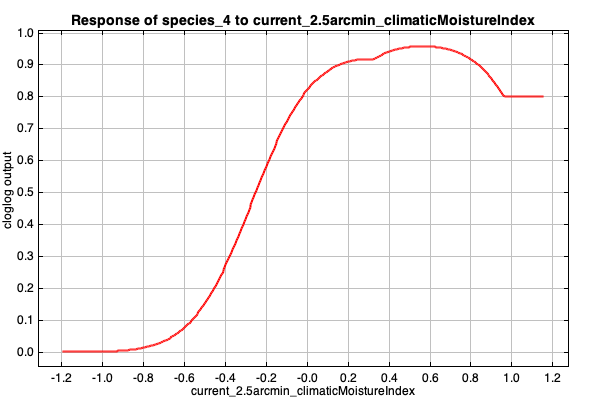 Response of species_4 to current_2.5arcmin_climaticMoistureIndex
1.0
0.9
0.8
0.7
0.6
0.5
0.4
0.3
0.2
0.1
0.0
cloglog output
-1.2 -1.0 -0.8 -0.6 -0.4 -0.2 -0.0 0.2 0.4 0.6 0.8 1.0 1.2
current_2.5arcmin_climaticMoistureIndex